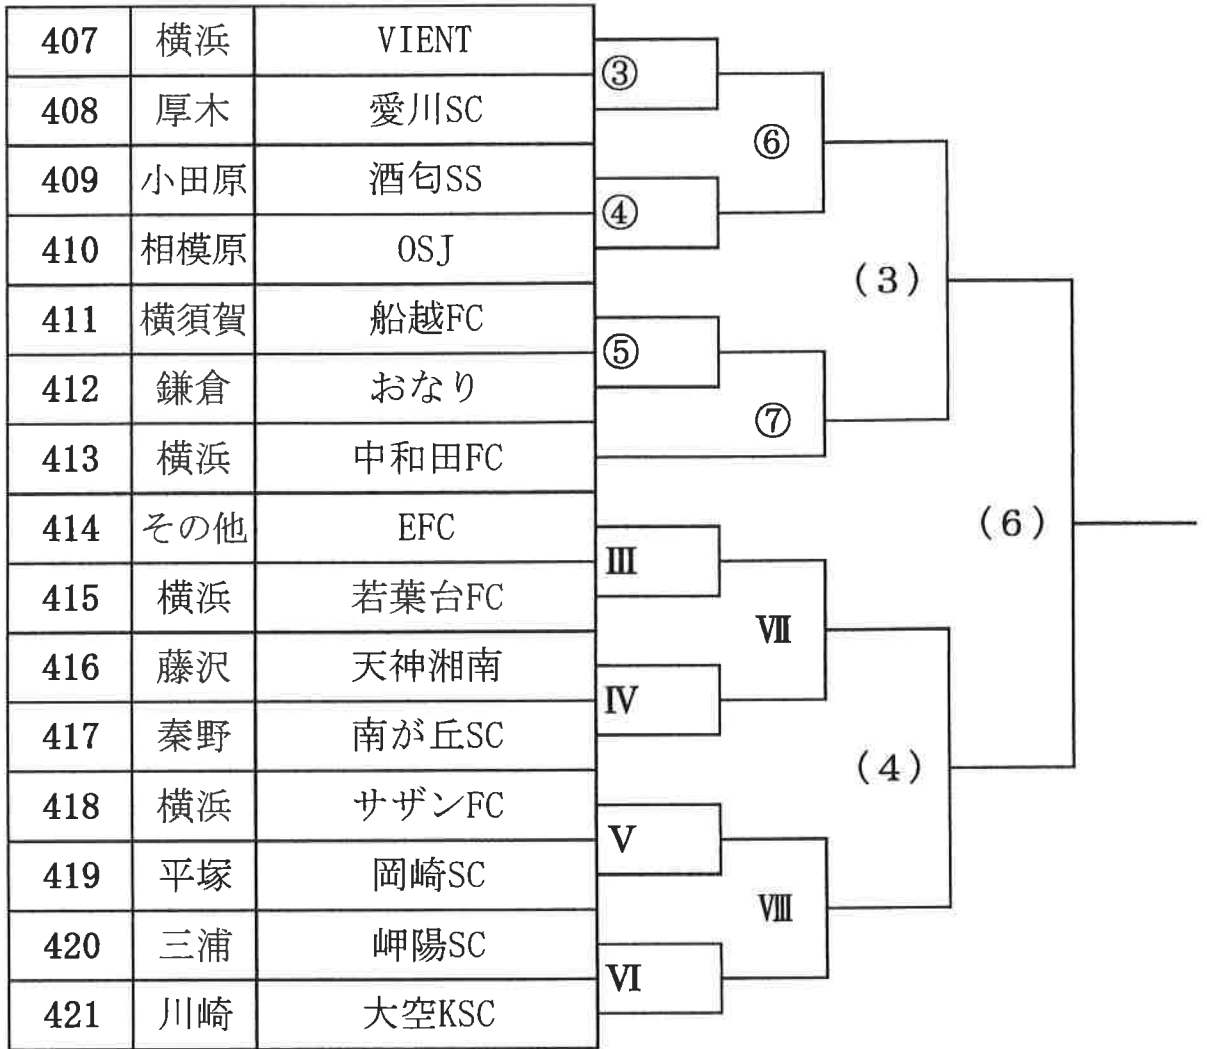 407 横浜 VIENT
③
408 厚木 愛川SC
⑥
409 小田原 酒匂SS
④
410 相模原 OSJ
(3)
411 横須賀 船越FC
⑤
412 鎌倉 おなり
⑦
413 横浜 中和田FC
414 その他 EFC
(6)
Ⅲ
415 横浜 若葉台FC
Ⅶ
416 藤沢 天神湘南
Ⅳ
417 秦野 南が丘SC
(4)
418 横浜 サザンFC
Ⅴ
419 平塚 岡崎SC
Ⅷ
420 三浦 岬陽SC
Ⅵ
421 川崎 大空KSC